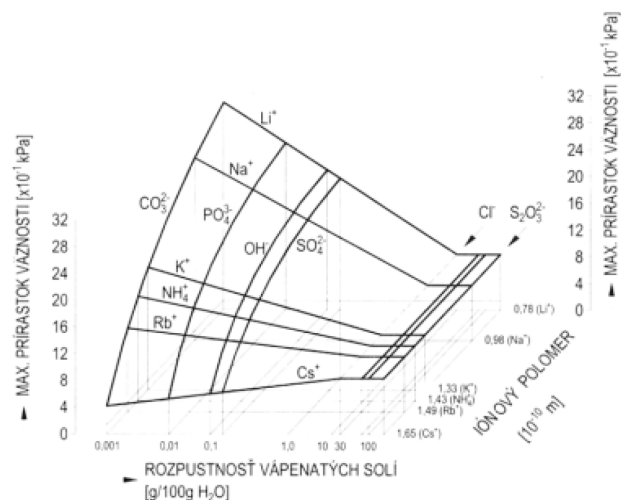 MAX. PRÍRASTOK VÄZNOSTI [x10⁻¹ kPa]
32
28
24
20
16
12
8
4
0
32
28
24
20
16
12
8
4
0
MAX. PRÍRASTOK VÄZNOSTI [x10⁻¹ kPa]
Li⁺
Na⁺
CO₃²⁻
PO₄³⁻
OH⁻
SO₄²⁻
Cl⁻
S₂O₃²⁻
K⁺
NH₄⁺
Rb⁺
Cs⁺
0,78 (Li⁺)
0,98 (Na⁺)
1,33 (K⁺)
1,43 (NH₄⁺)
1,49 (Rb⁺)
1,65 (Cs⁺)
IÓNOVÝ POLOMER
[10⁻¹⁰ m]
0.001
0,01
0,1
1,0
10
30
100
ROZPUSTNOSŤ VÁPENATÝCH SOLÍ
[g/100g H₂O]